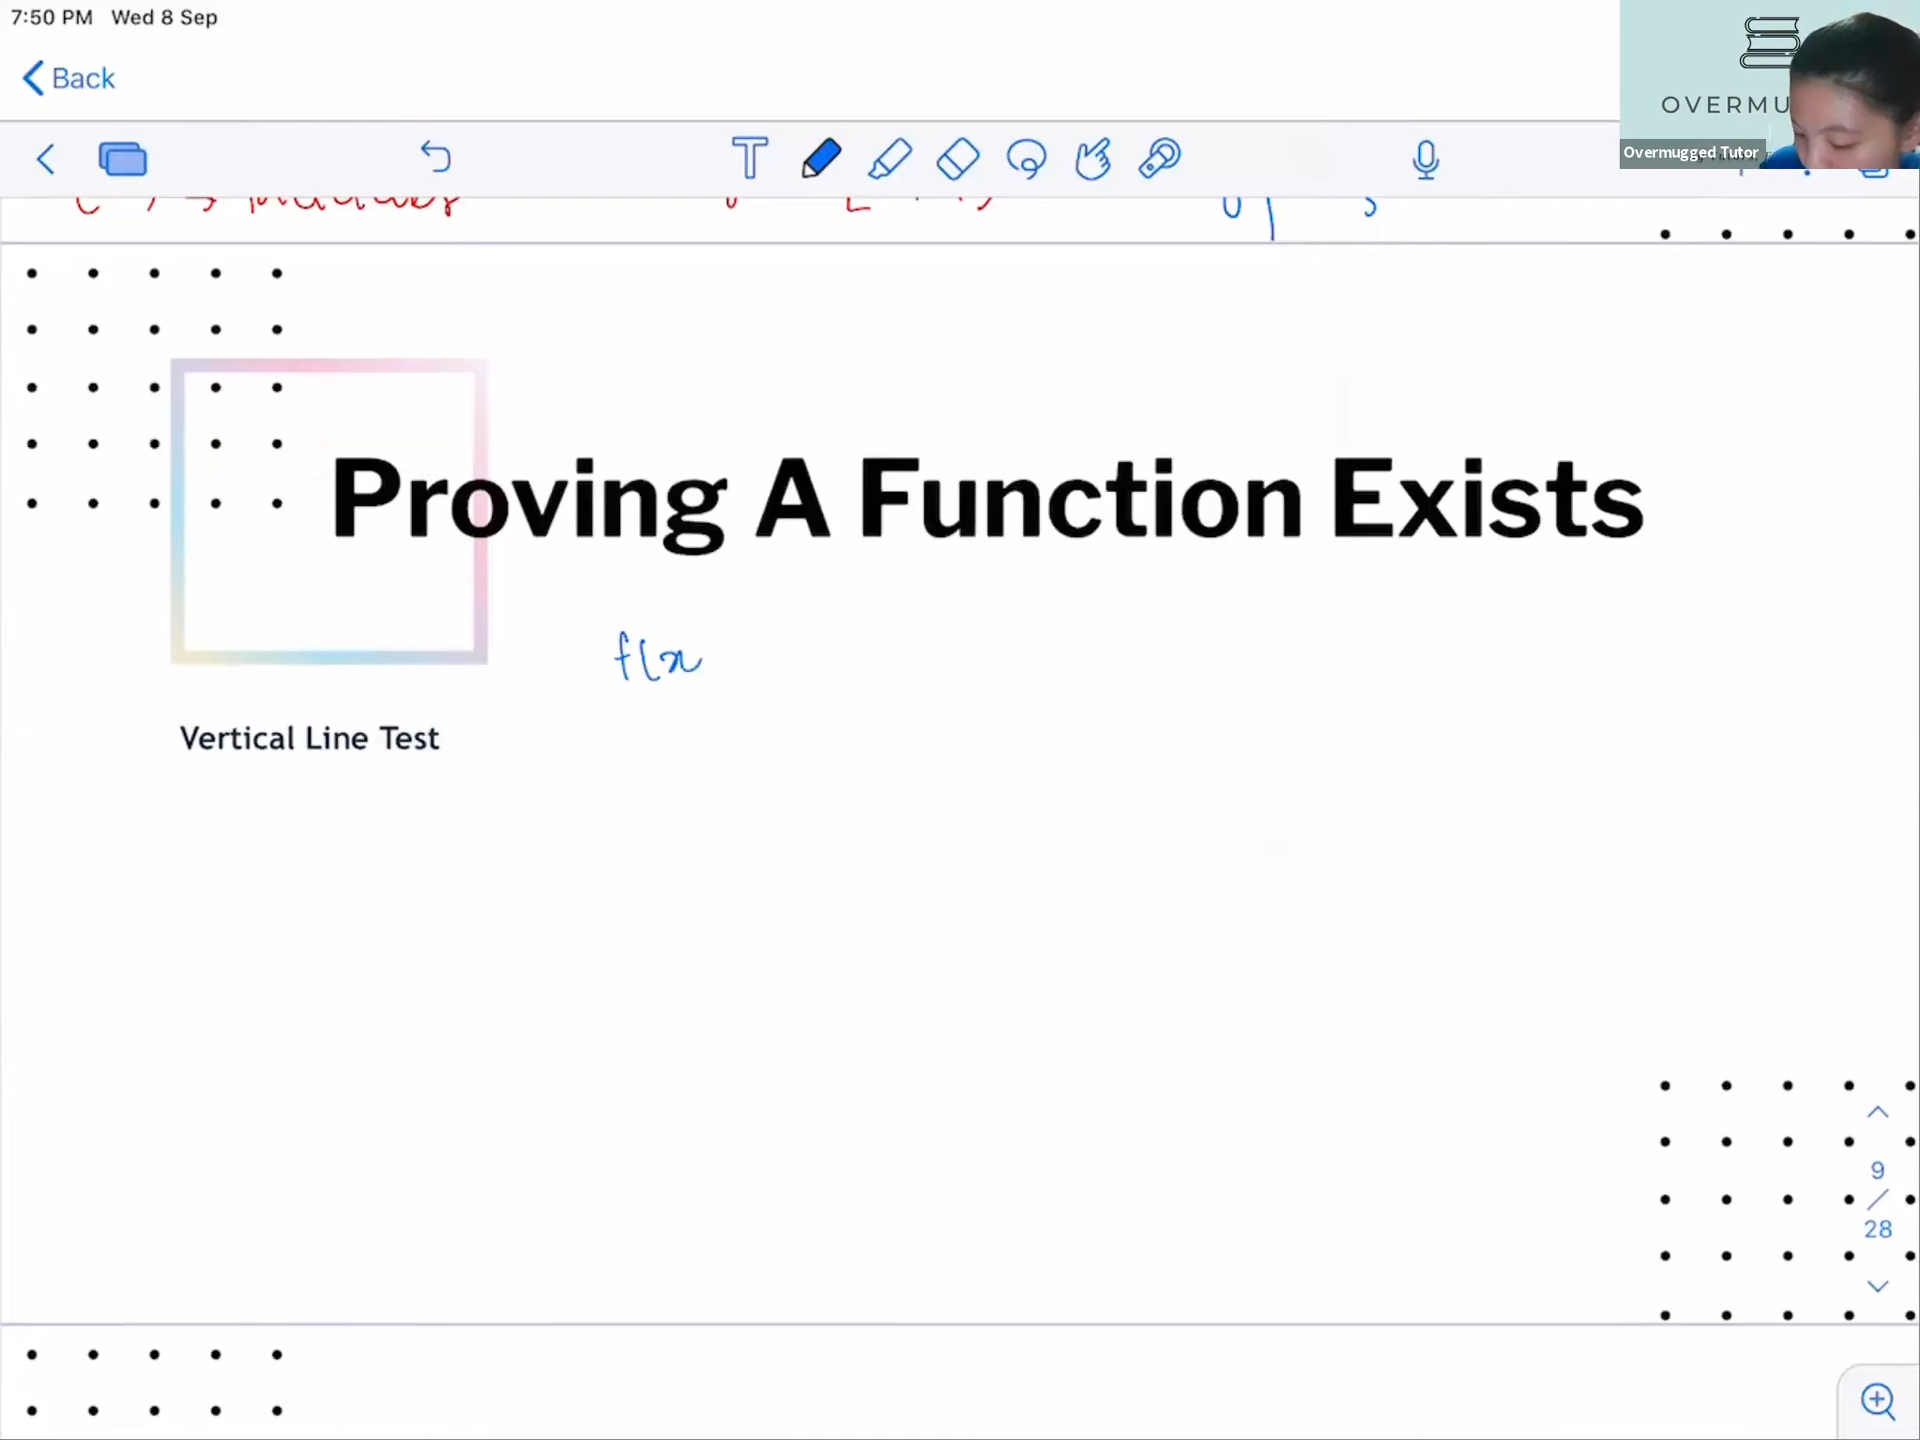 7:50 PM Wed 8 Sep
Back
OVERMU
Overmugged Tutor
Proving A Function Exists
f(x
Vertical Line Test
9
/
28